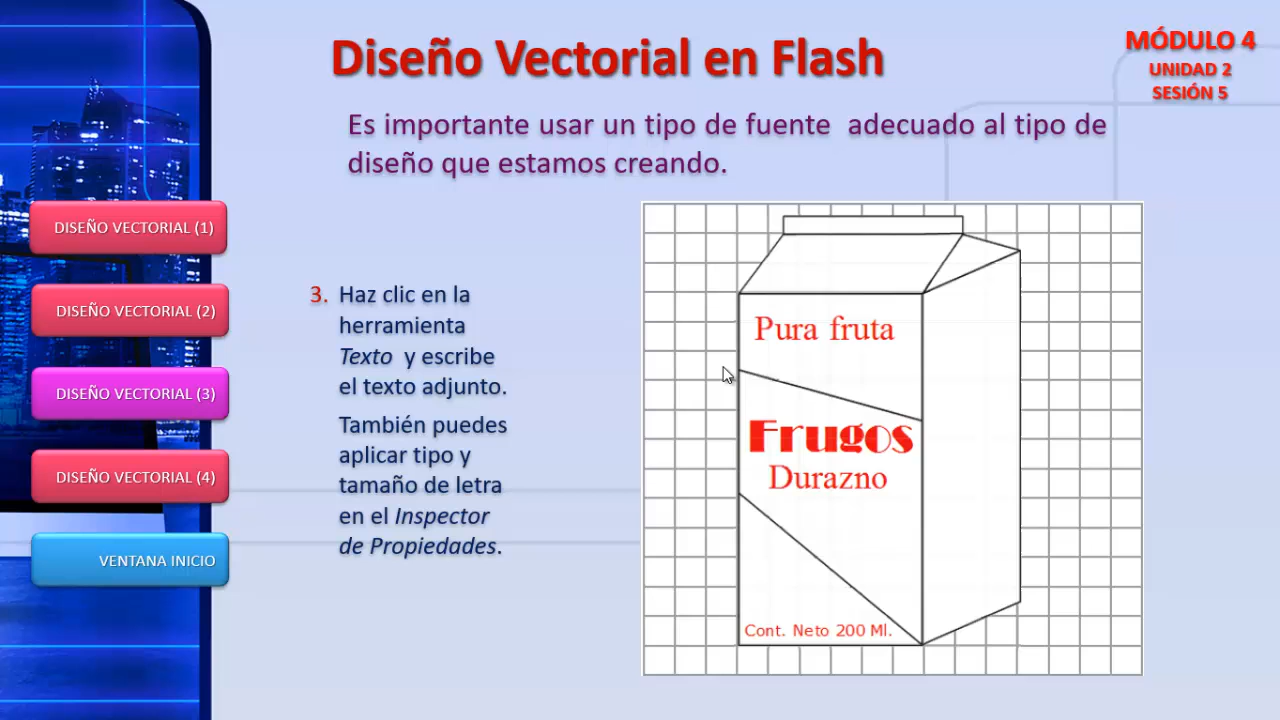 Diseño Vectorial en Flash
MÓDULO 4
UNIDAD 2
SESIÓN 5
Es importante usar un tipo de fuente adecuado al tipo de
diseño que estamos creando.
DISEÑO VECTORIAL (1)
DISEÑO VECTORIAL (2)
DISEÑO VECTORIAL (3)
DISEÑO VECTORIAL (4)
VENTANA INICIO
3. Haz clic en la
herramienta
Texto y escribe
el texto adjunto.
También puedes
aplicar tipo y
tamaño de letra
en el Inspector
de Propiedades.
Pura fruta
Frugos
Durazno
Cont. Neto 200 Ml.